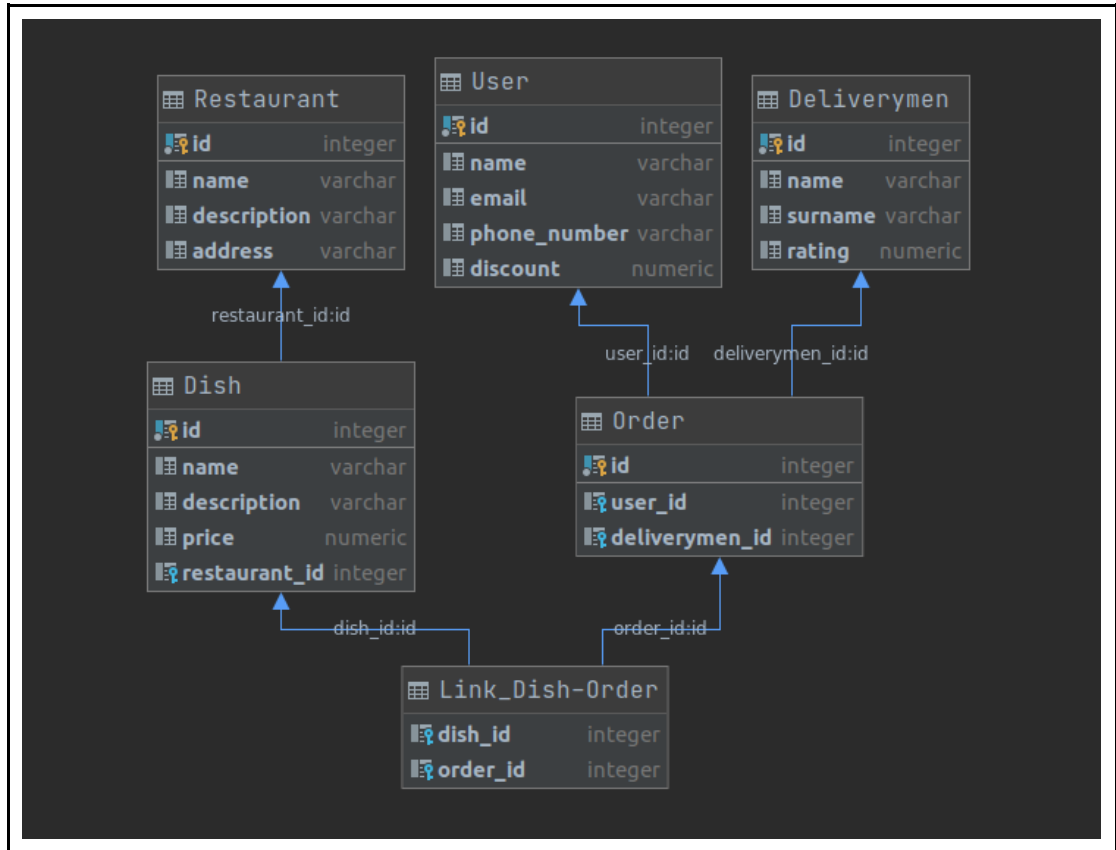 Restaurant
id integer
name varchar
description varchar
address varchar
User
id integer
name varchar
email varchar
phone_number varchar
discount numeric
Deliverymen
id integer
name varchar
surname varchar
rating numeric
restaurant_id:id
user_id:id
deliverymen_id:id
Dish
id integer
name varchar
description varchar
price numeric
restaurant_id integer
Order
id integer
user_id integer
deliverymen_id integer
dish_id:id
order_id:id
Link_Dish-Order
dish_id integer
order_id integer